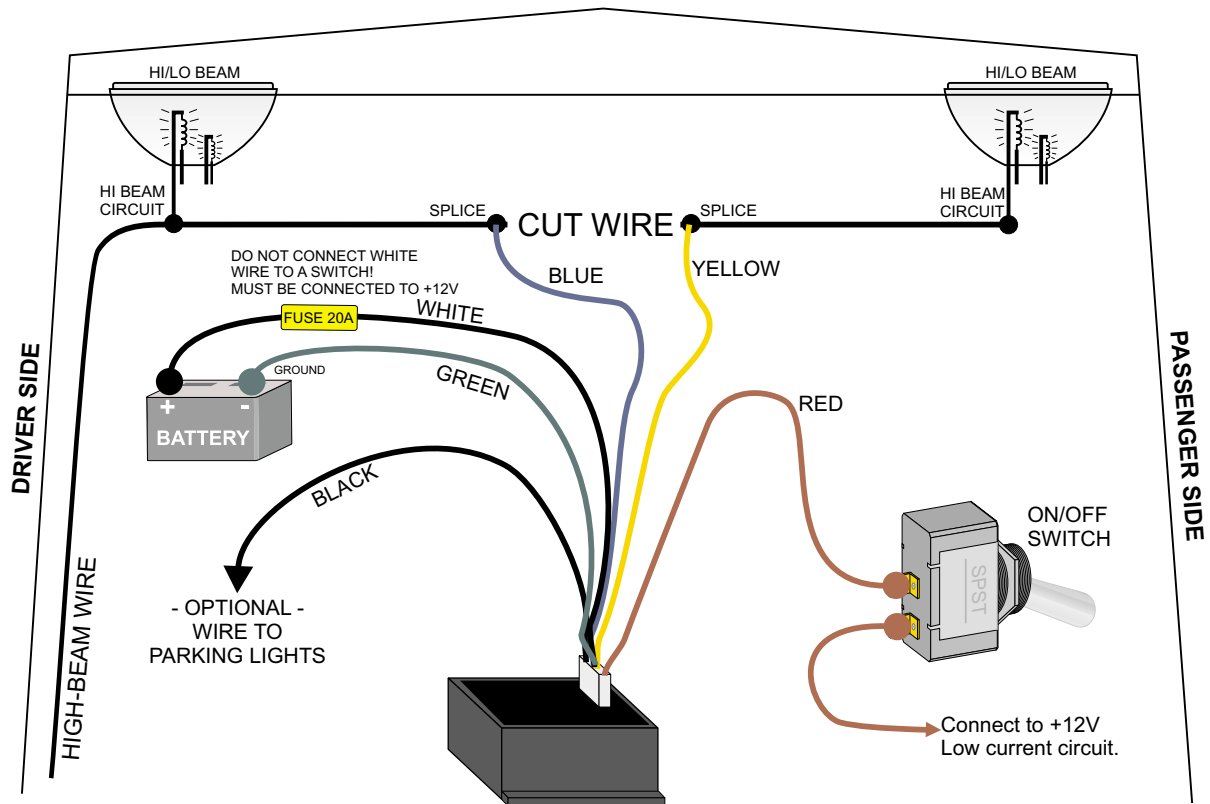 HI/LO BEAM
HI/LO BEAM
HI BEAM
CIRCUIT
SPLICE
CUT WIRE
SPLICE
HI BEAM
CIRCUIT
DO NOT CONNECT WHITE
WIRE TO A SWITCH!
MUST BE CONNECTED TO +12V
BLUE
YELLOW
FUSE 20A
WHITE
GROUND
GREEN
+
-
BATTERY
RED
DRIVER SIDE
PASSENGER SIDE
BLACK
ON/OFF
SWITCH
SPST
- OPTIONAL -
WIRE TO
PARKING LIGHTS
HIGH-BEAM WIRE
Connect to +12V
Low current circuit.